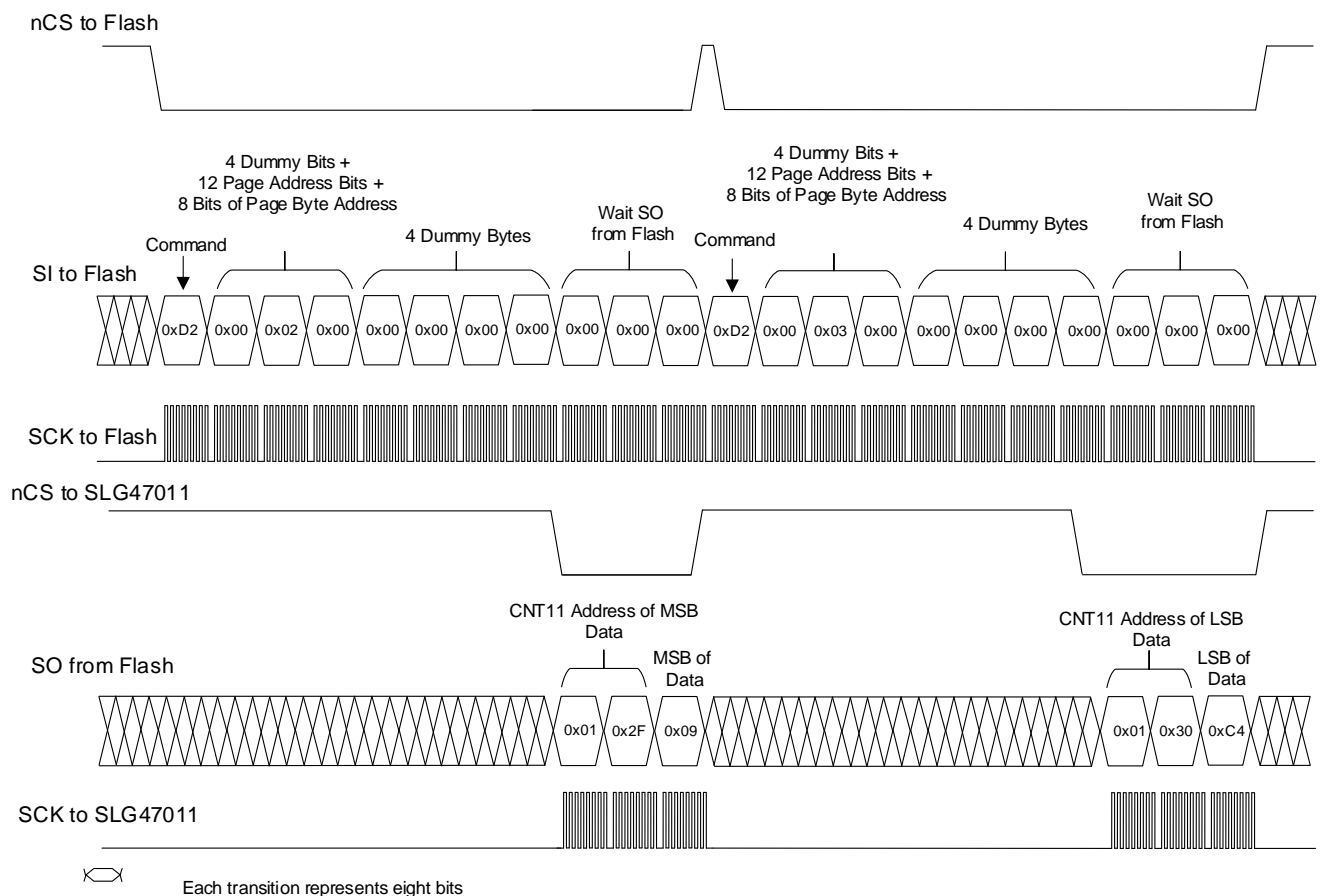 nCS to Flash
4 Dummy Bits +
12 Page Address Bits +
8 Bits of Page Byte Address
4 Dummy Bits +
12 Page Address Bits +
8 Bits of Page Byte Address
Command
4 Dummy Bytes
Wait SO
from Flash
Command
4 Dummy Bytes
Wait SO
from Flash
SI to Flash
0xD2 0x00 0x02 0x00 0x00 0x00 0x00 0x00 0x00 0x00 0x00 0xD2 0x00 0x03 0x00 0x00 0x00 0x00 0x00 0x00 0x00 0x00
SCK to Flash
nCS to SLG47011
CNT11 Address of MSB
Data
MSB of
Data
CNT11 Address of LSB
Data
LSB of
Data
SO from Flash
0x01 0x2F 0x09 0x01 0x30 0xC4
SCK to SLG47011
Each transition represents eight bits